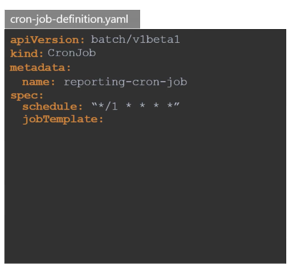 cron-job-definition.yaml
apiVersion: batch/v1beta1
kind: CronJob
metadata:
  name: reporting-cron-job
spec:
  schedule: “*/1 * * * *”
  jobTemplate: